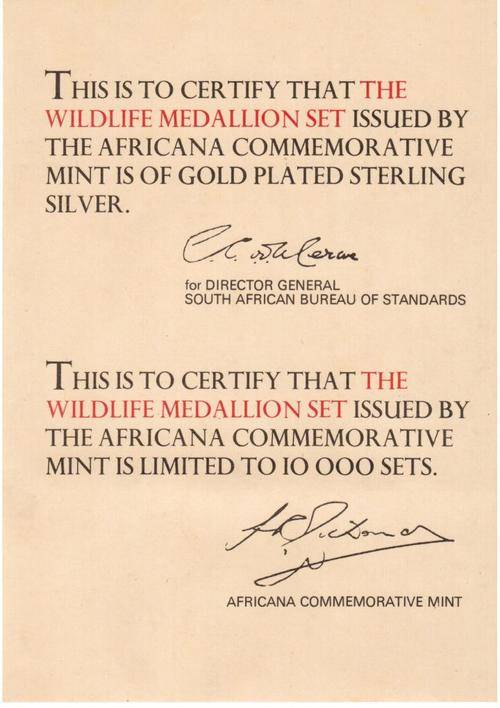 THIS IS TO CERTIFY THAT THE
WILDLIFE MEDALLION SET ISSUED BY
THE AFRICANA COMMEMORATIVE
MINT IS OF GOLD PLATED STERLING
SILVER.
for DIRECTOR GENERAL
SOUTH AFRICAN BUREAU OF STANDARDS
THIS IS TO CERTIFY THAT THE
WILDLIFE MEDALLION SET ISSUED BY
THE AFRICANA COMMEMORATIVE
MINT IS LIMITED TO 10 000 SETS.
AFRICANA COMMEMORATIVE MINT